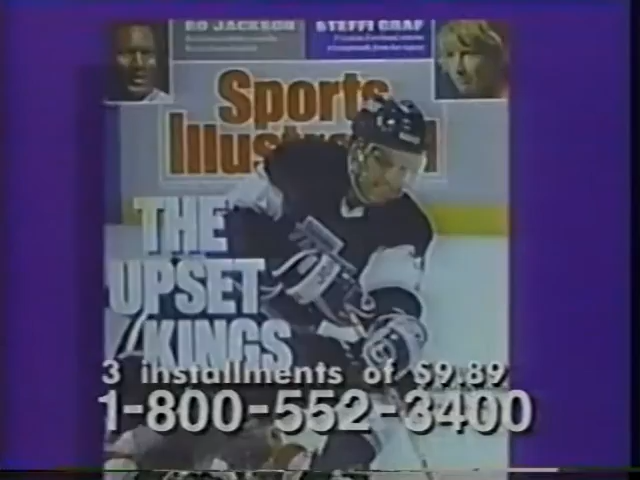 BO JACKSON
STEFFI GRAF
Sports
Illustrated
THE
UPSET
KINGS
3 installments of $9.89
1-800-552-3400